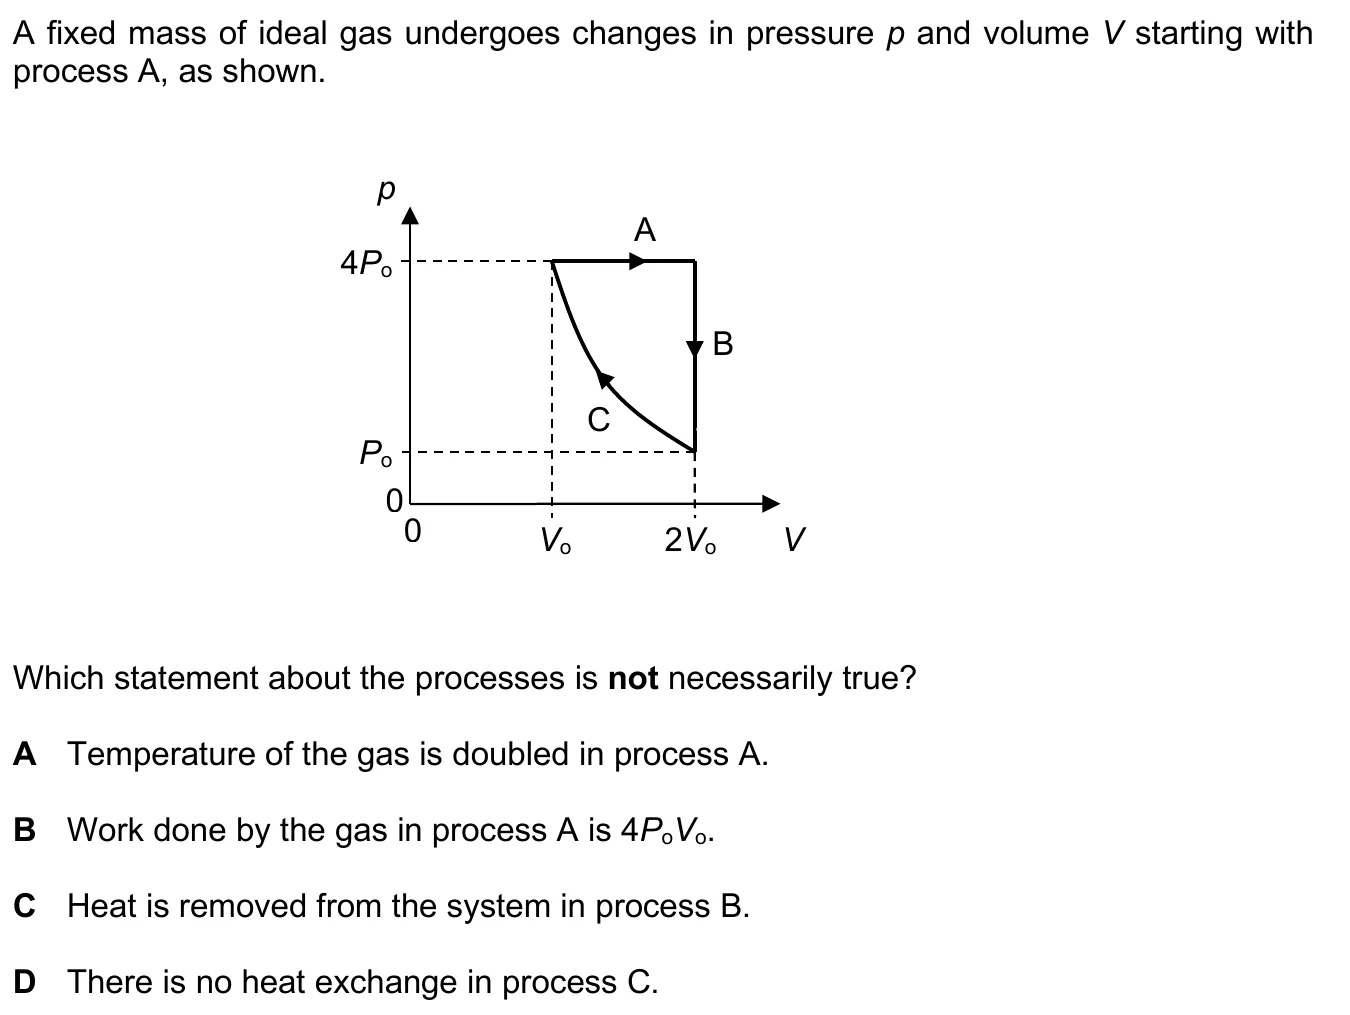 A fixed mass of ideal gas undergoes changes in pressure p and volume V starting with
process A, as shown.
p
A
4Pₒ
B
C
Pₒ
0
0
Vₒ
2Vₒ
V
Which statement about the processes is not necessarily true?
A Temperature of the gas is doubled in process A.
B Work done by the gas in process A is 4PₒVₒ.
C Heat is removed from the system in process B.
D There is no heat exchange in process C.